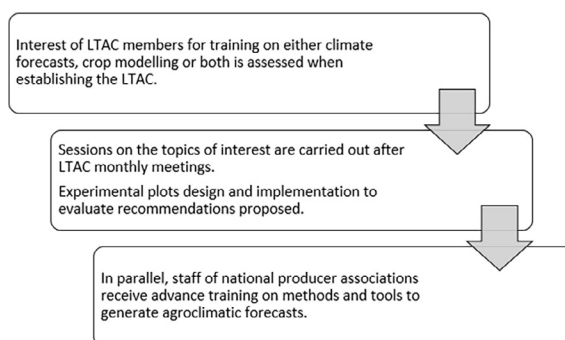 Interest of LTAC members for training on either climate
forecasts, crop modelling or both is assessed when
establishing the LTAC.
Sessions on the topics of interest are carried out after
LTAC monthly meetings.
Experimental plots design and implementation to
evaluate recommendations proposed.
In parallel, staff of national producer associations
receive advance training on methods and tools to
generate agroclimatic forecasts.